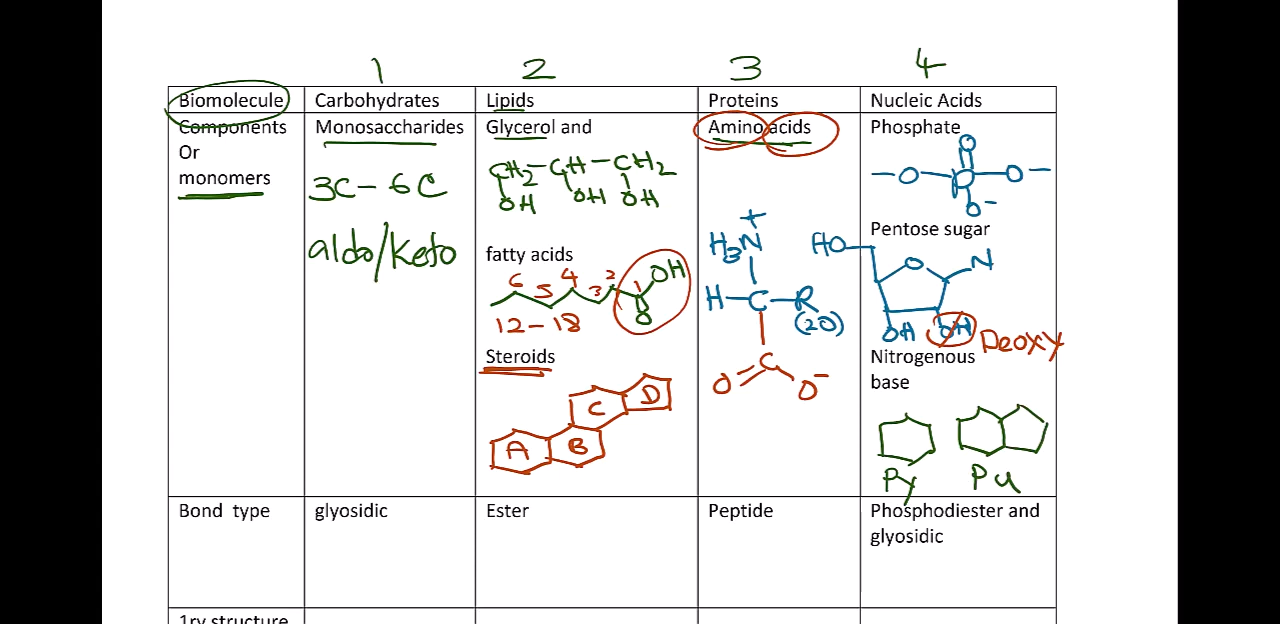 1 2 3 4
Biomolecule Carbohydrates Lipids Proteins Nucleic Acids
Components
Or
monomers
Monosaccharides
3C - 6C
aldo/Keto
Glycerol and
CH2-CH-CH2
OH OH OH
fatty acids
6 5 4 3 2 1
OH
O
12-18
Steroids
A B C D
Amino acids
H3N+
H-C-R
(20)
C
O O-
Phosphate
O
-O-P-O-
O-
Pentose sugar
HO O N
OH OH Deoxy
Nitrogenous
base
Py Pu
Bond type glyosidic Ester Peptide Phosphodiester and
glyosidic
1ry structure